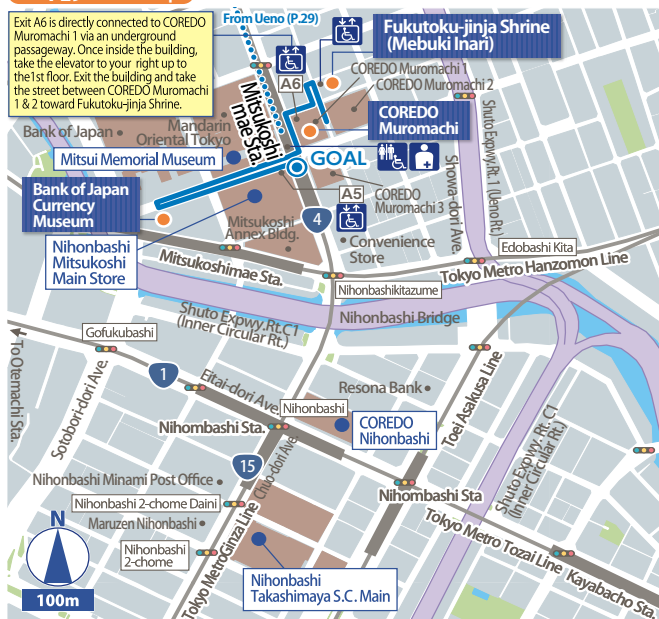 From Ueno (P.29)
Exit A6 is directly connected to COREDO
Muromachi 1 via an underground
passageway. Once inside the building,
take the elevator to your right up to
the1st floor. Exit the building and take
the street between COREDO Muromachi
1 & 2 toward Fukutoku-jinja Shrine.
Fukutoku-jinja Shrine
(Mebuki Inari)
A6
COREDO Muromachi 1
COREDO Muromachi 2
Mitsukoshi
mae Sta.
COREDO
Muromachi
Shuto Expwy.Rt. 1 (UenoRt.)
Bank of Japan
Mandarin
Oriental Tokyo
Mitsui Memorial Museum
GOAL
Showa-dori Ave.
Bank of Japan
Currency
Museum
A5
COREDO
Muromachi 3
4
Mitsukoshi
Annex Bldg.
Convenience
Store
Nihonbashi
Mitsukoshi
Main Store
Edobashi Kita
Mitsukoshimae Sta.
Tokyo Metro Hanzomon Line
Nihonbashikitazume
Shuto Expwy.Rt.C1
(Inner Circular Rt.)
Nihonbashi Bridge
Gofukubashi
To Otemachi Sta.
1
Sotobori-dori Ave.
Eitai-dori Ave.
Resona Bank
Toei Asakusa Line
Nihonbashi
COREDO
Nihonbashi
Nihombashi Sta.
Shuto Expwy. Rt. C1
(Inner Circular Rt.)
15
Chuo-dori Ave.
Nihonbashi Minami Post Office
Nihombashi Sta
Nihonbashi 2-chome Daini
Maruzen Nihonbashi
Tokyo MetroGinza Line
Tokyo Metro Tozai Line
N
Nihonbashi
2-chome
Kayabacho Sta.
Nihonbashi
Takashimaya S.C. Main
100m